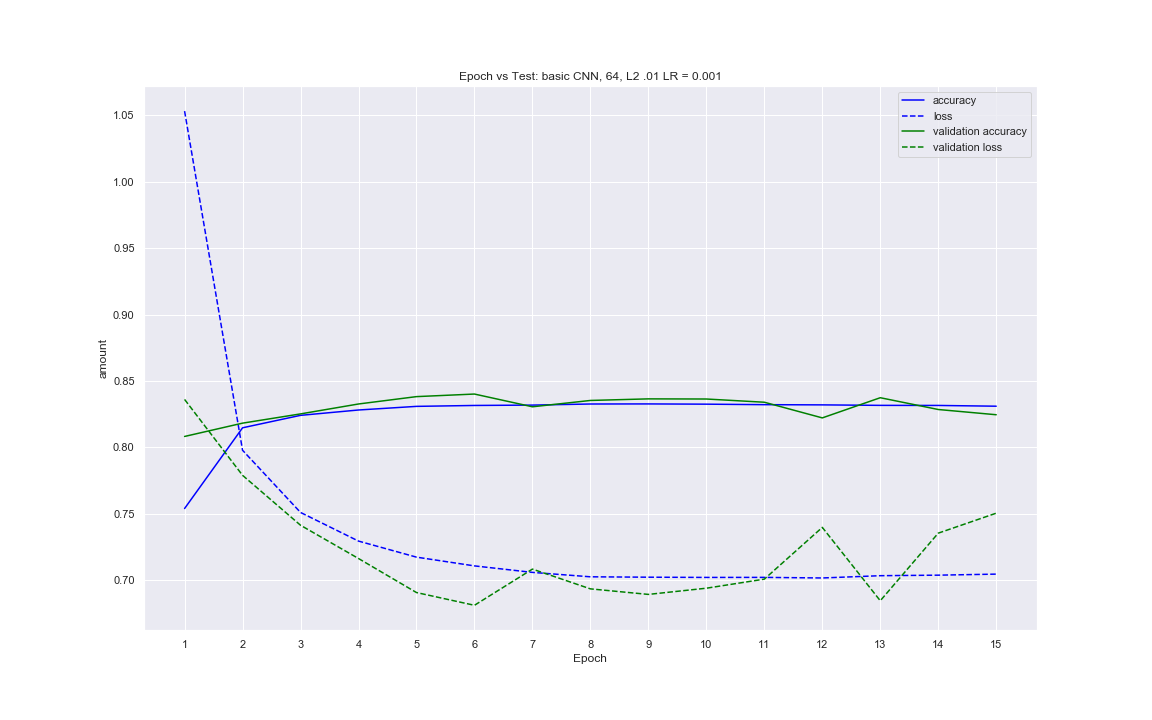 Epoch vs Test: basic CNN, 64, L2 .01 LR = 0.001
accuracy
loss
validation accuracy
validation loss
1.05
1.00
0.95
0.90
0.85
0.80
0.75
0.70
amount
1 2 3 4 5 6 7 8 9 10 11 12 13 14 15
Epoch